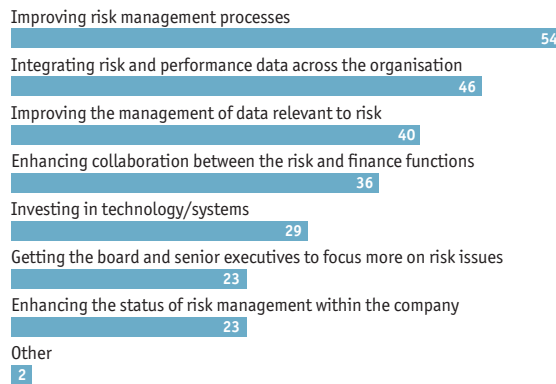 Improving risk management processes
54
Integrating risk and performance data across the organisation
46
Improving the management of data relevant to risk
40
Enhancing collaboration between the risk and finance functions
36
Investing in technology/systems
29
Getting the board and senior executives to focus more on risk issues
23
Enhancing the status of risk management within the company
23
Other
2